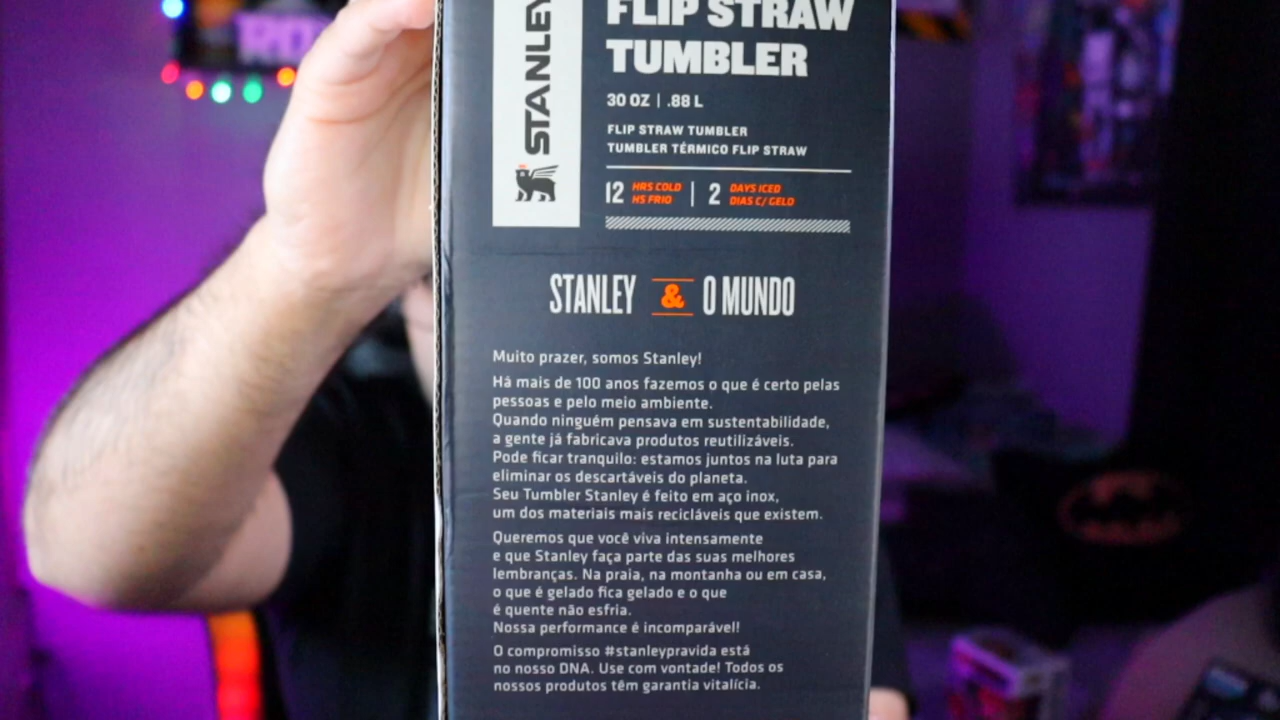 STANLEY
FLIP STRAW
TUMBLER
30 OZ | .88 L
FLIP STRAW TUMBLER
TUMBLER TÉRMICO FLIP STRAW
12 HRS COLD HS FRIO | 2 DAYS ICED DIAS C/ GELO
STANLEY & O MUNDO
Muito prazer, somos Stanley!
Há mais de 100 anos fazemos o que é certo pelas
pessoas e pelo meio ambiente.
Quando ninguém pensava em sustentabilidade,
a gente já fabricava produtos reutilizáveis.
Pode ficar tranquilo: estamos juntos na luta para
eliminar os descartáveis do planeta.
Seu Tumbler Stanley é feito em aço inox,
um dos materiais mais recicláveis que existem.
Queremos que você viva intensamente
e que Stanley faça parte das suas melhores
lembranças. Na praia, na montanha ou em casa,
o que é gelado fica gelado e o que
é quente não esfria.
Nossa performance é incomparável!
O compromisso #stanleypravida está
no nosso DNA. Use com vontade! Todos os
nossos produtos têm garantia vitalícia.